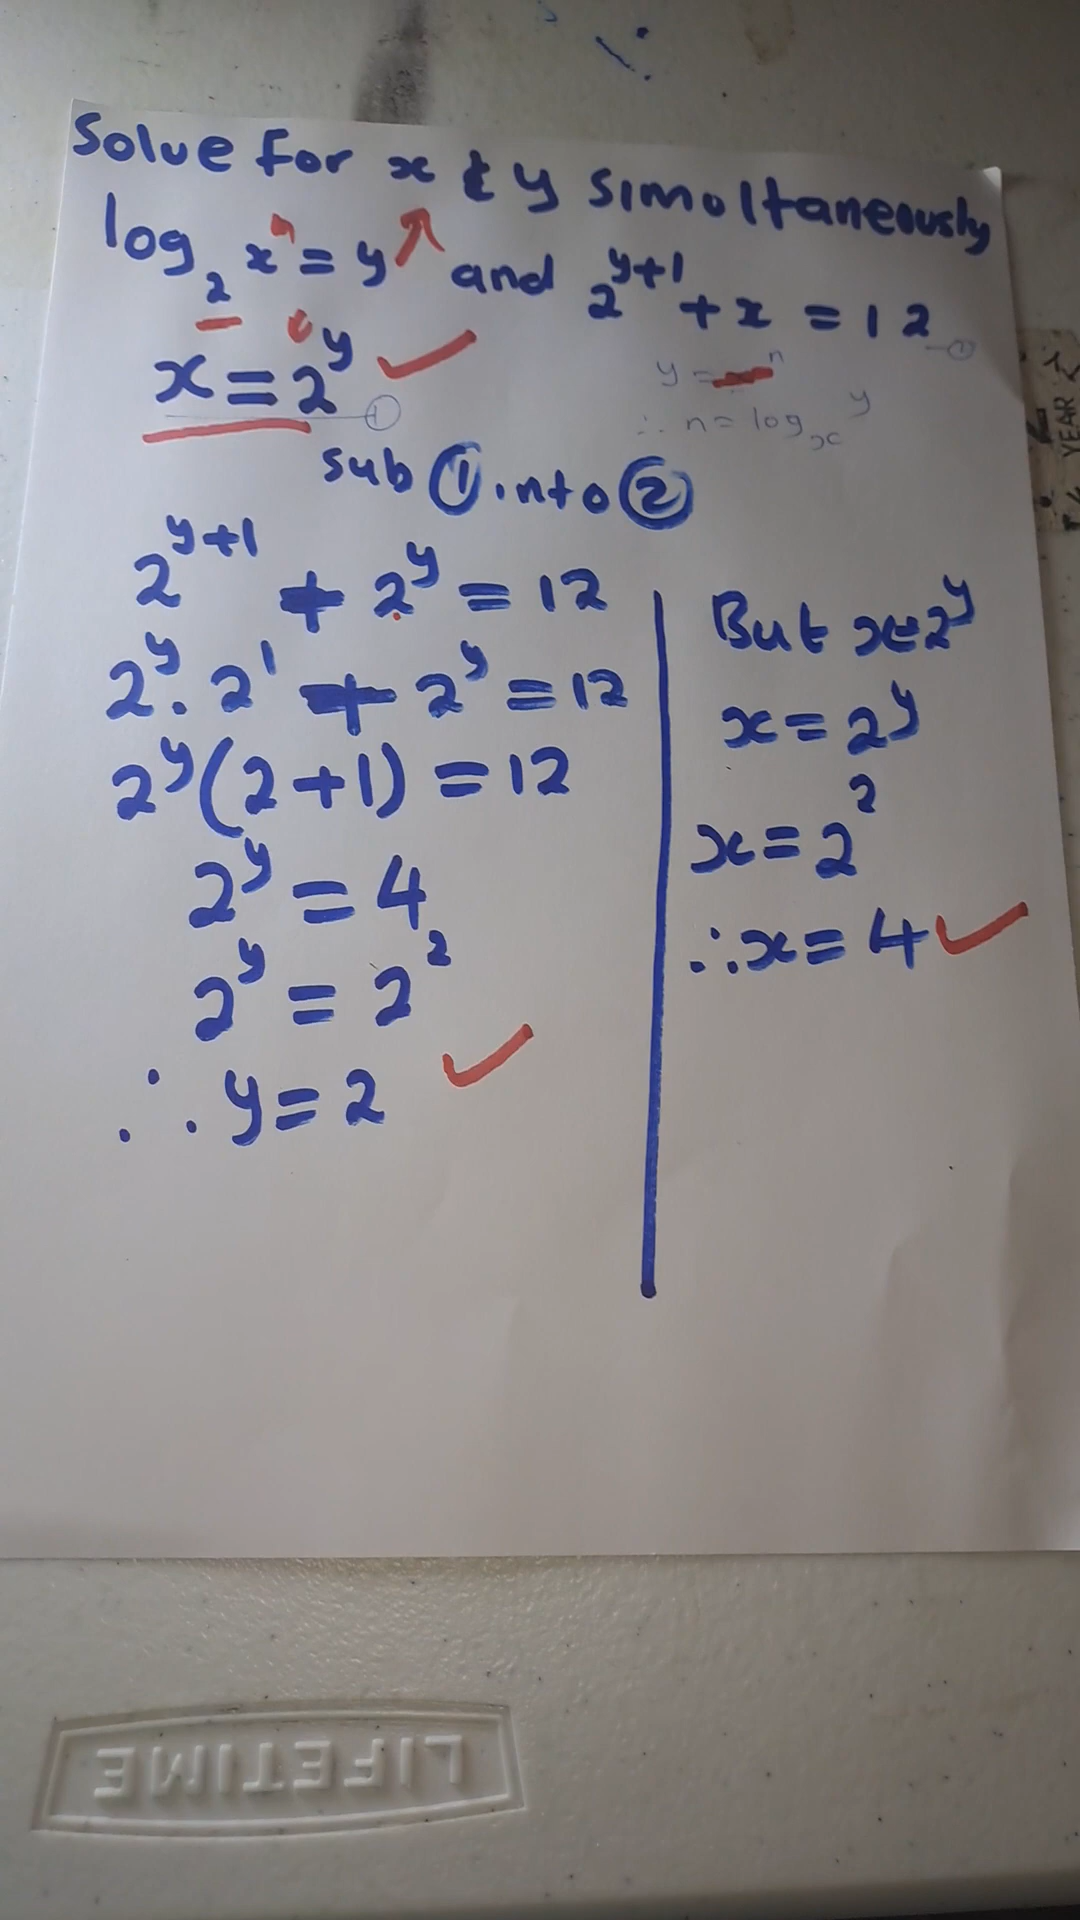 Solve for x & y simultaneously
log₂ x = y and 2^(y+1) + x = 12 ①
x = 2^y ①
y = x^n
∴ n = log_x y
sub ① into ②
2^(y+1) + 2^y = 12
2^y . 2^1 + 2^y = 12
2^y (2+1) = 12
2^y = 4
2^y = 2^2
∴ y = 2
But x = 2^y
x = 2^y
x = 2^2
∴ x = 4
YEAR
LIFETIME